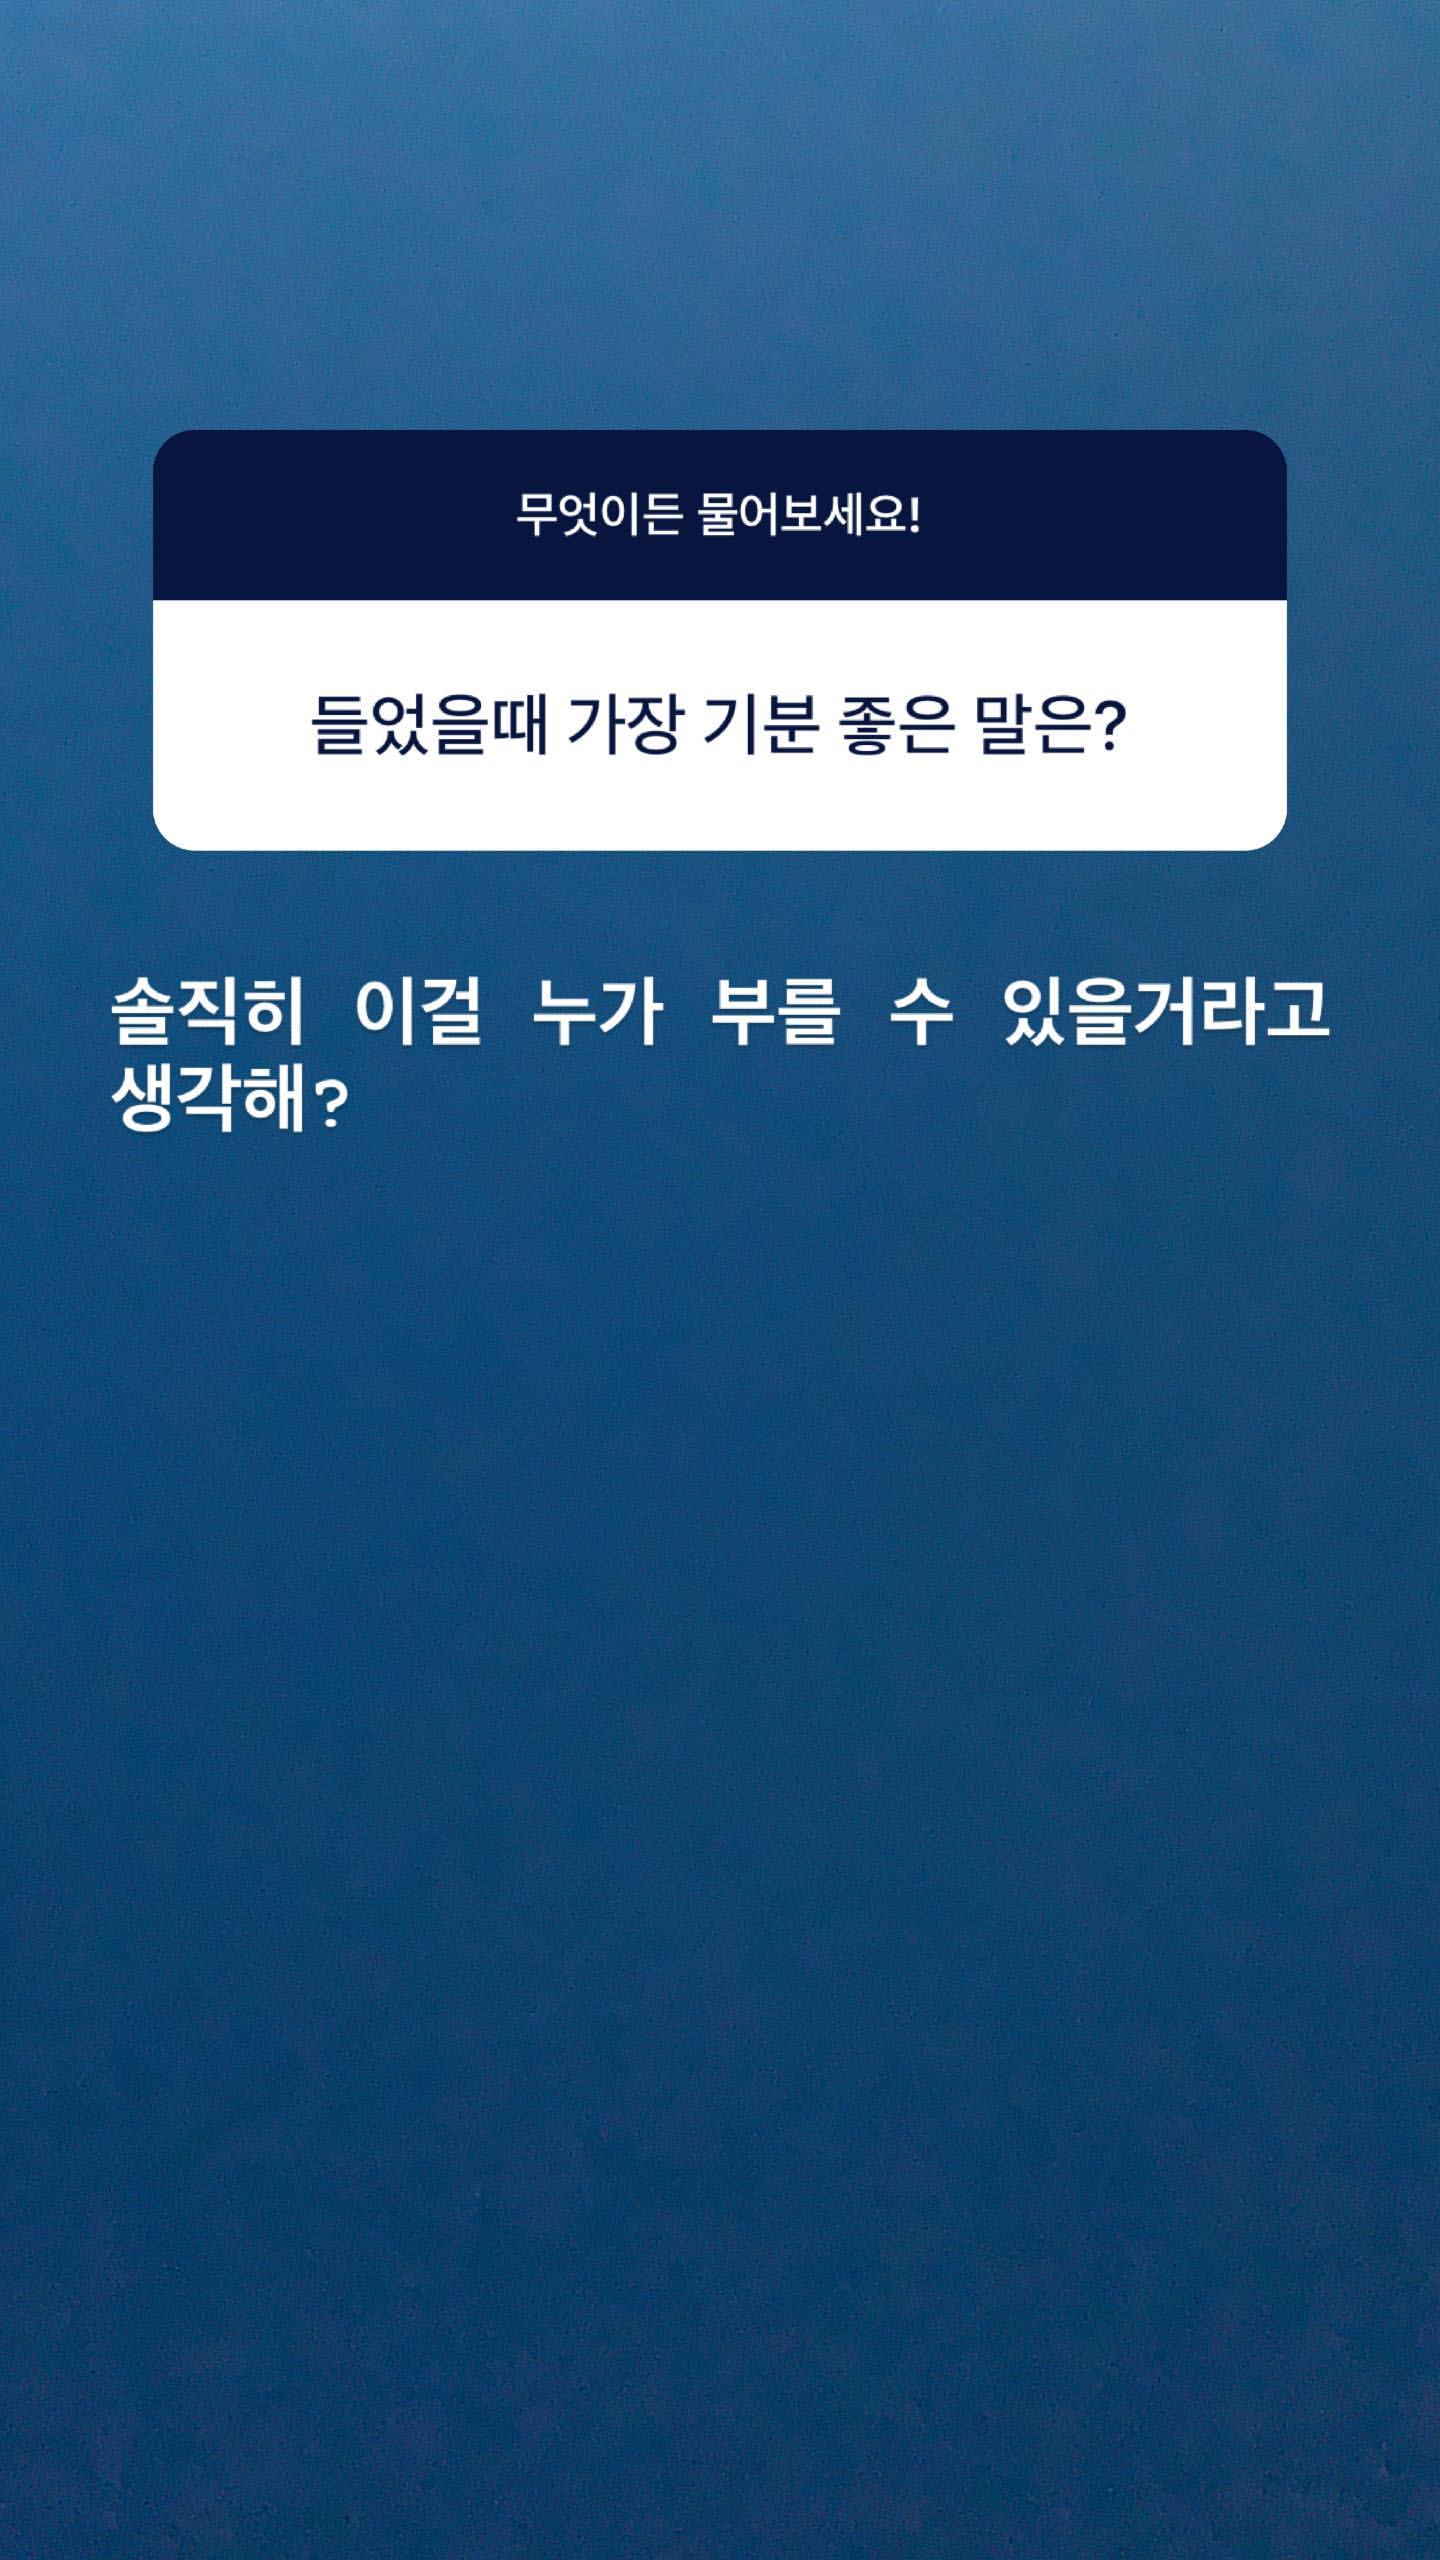 무엇이든 물어보세요!
들었을때 가장 기분 좋은 말은?
솔직히 이걸 누가 부를 수 있을거라고
생각해?